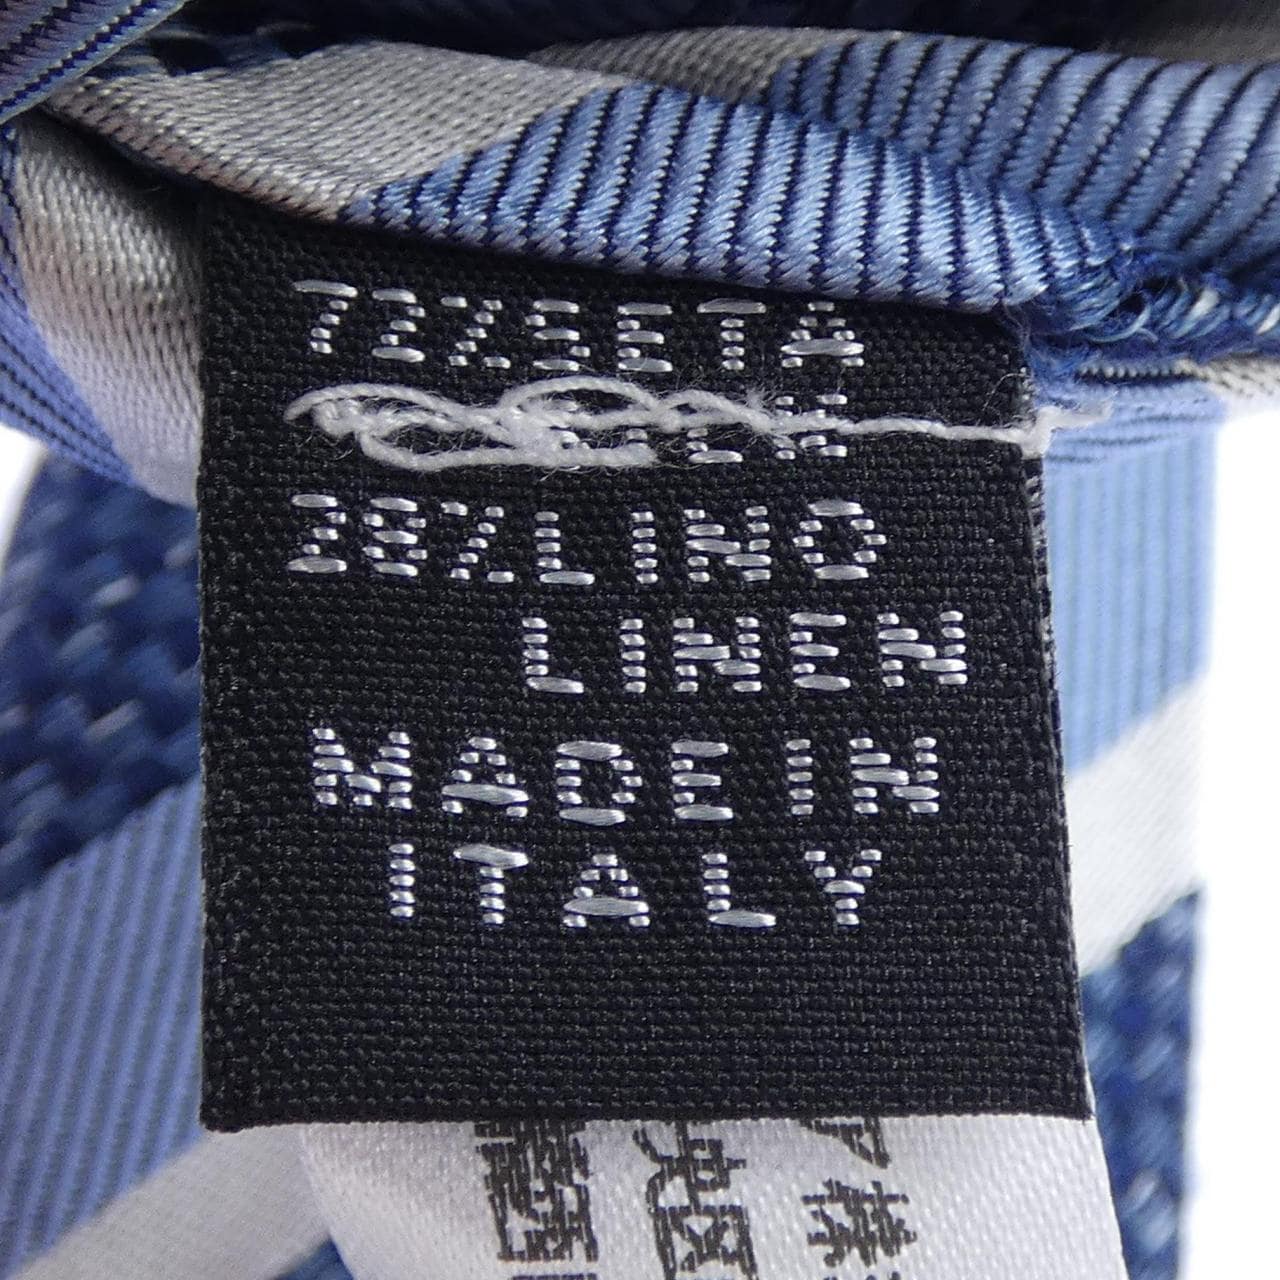 72%SETA
28%LINO
LINEN
MADE IN
ITALY